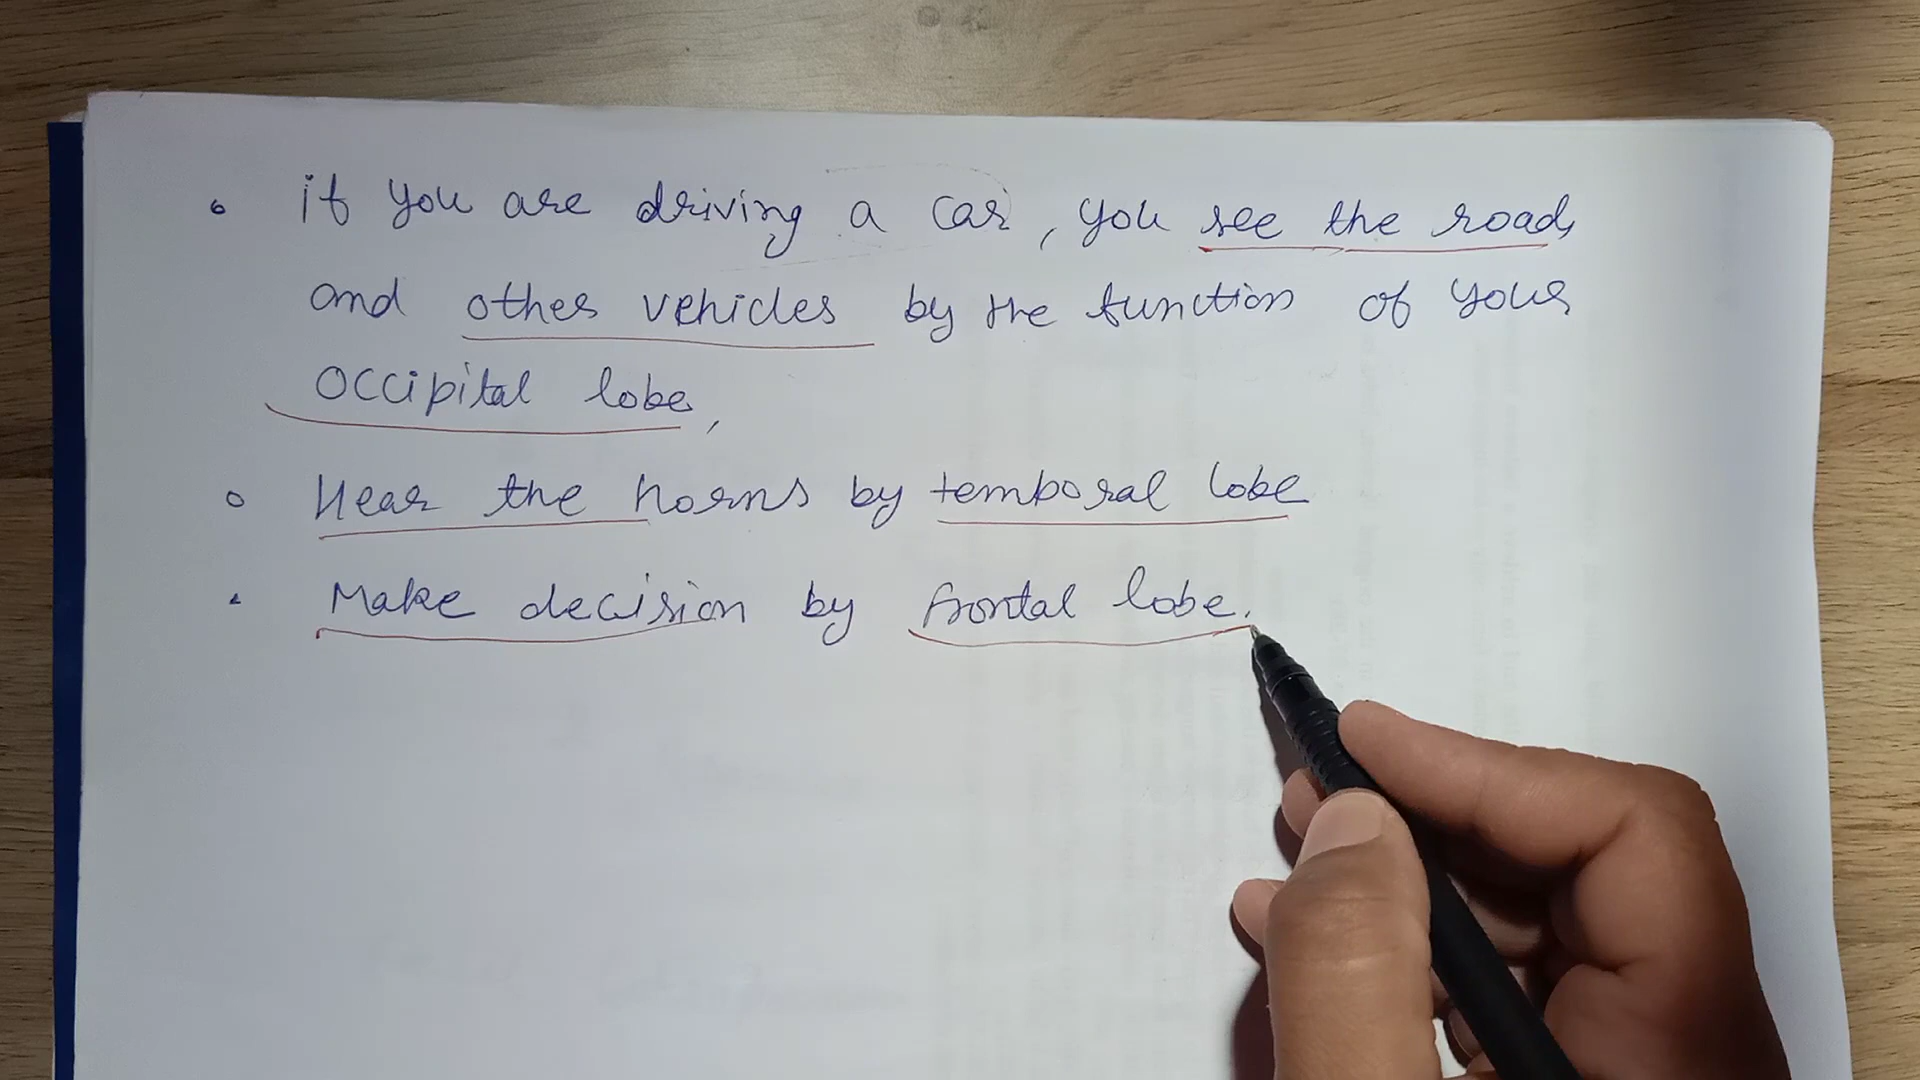 if you are driving a car, you see the road,
and other vehicles by the function of your
occipital lobe,
Hear the horns by temporal lobe
Make decision by frontal lobe.